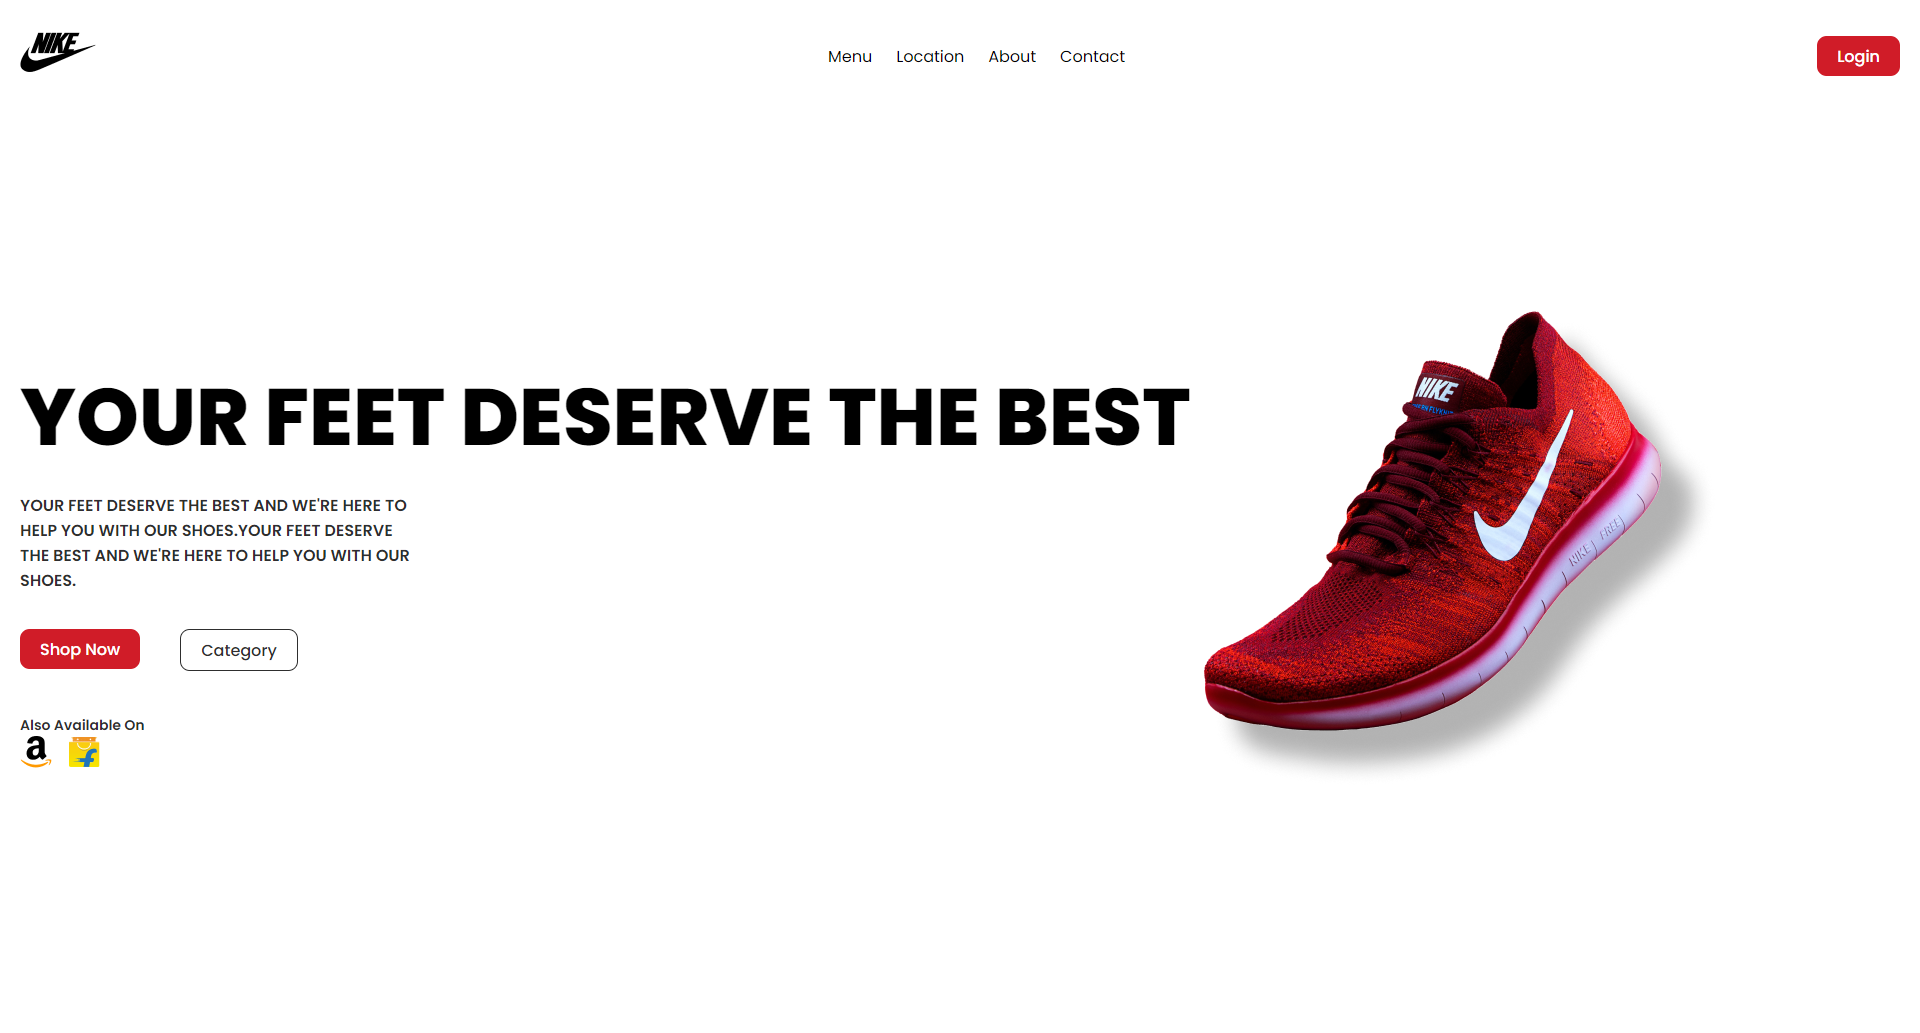 NIKE
Menu
Location
About
Contact
Login
YOUR FEET DESERVE THE BEST
YOUR FEET DESERVE THE BEST AND WE'RE HERE TO
HELP YOU WITH OUR SHOES.YOUR FEET DESERVE
THE BEST AND WE'RE HERE TO HELP YOU WITH OUR
SHOES.
Shop Now
Category
Also Available On
a
f
NIKE
NIKE FREE